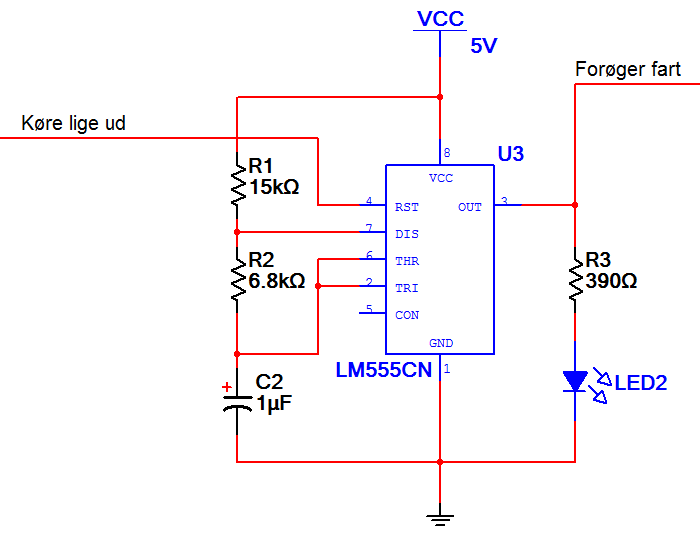 VCC
5V
Forøger fart
Køre lige ud
8
U3
R1
15kΩ
VCC
4
RST
OUT
3
7
DIS
R2
6.8kΩ
6
THR
R3
390Ω
2
TRI
5
CON
GND
LM555CN
1
+
C2
1µF
LED2